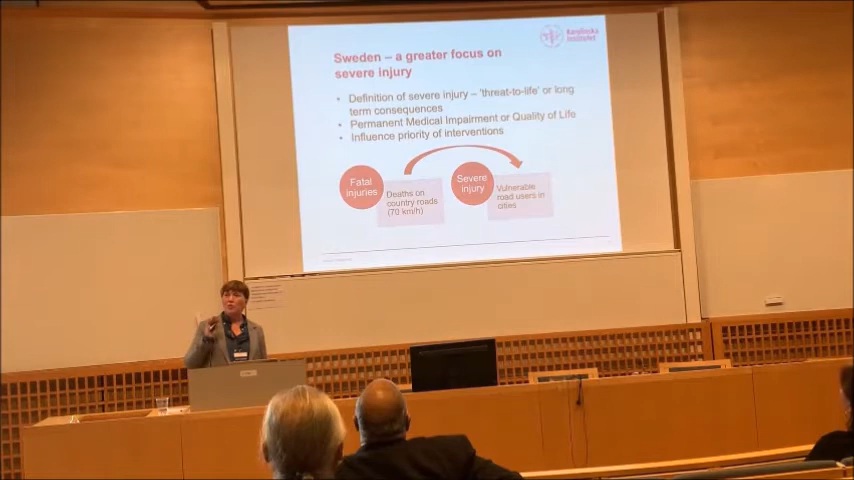 Karolinska
Institutet
Sweden – a greater focus on
severe injury
• Definition of severe injury – 'threat-to-life' or long
term consequences
• Permanent Medical Impairment or Quality of Life
• Influence priority of interventions
Fatal
injuries
Deaths on
country roads
(70 km/h)
Severe
injury
Vulnerable
road users in
cities